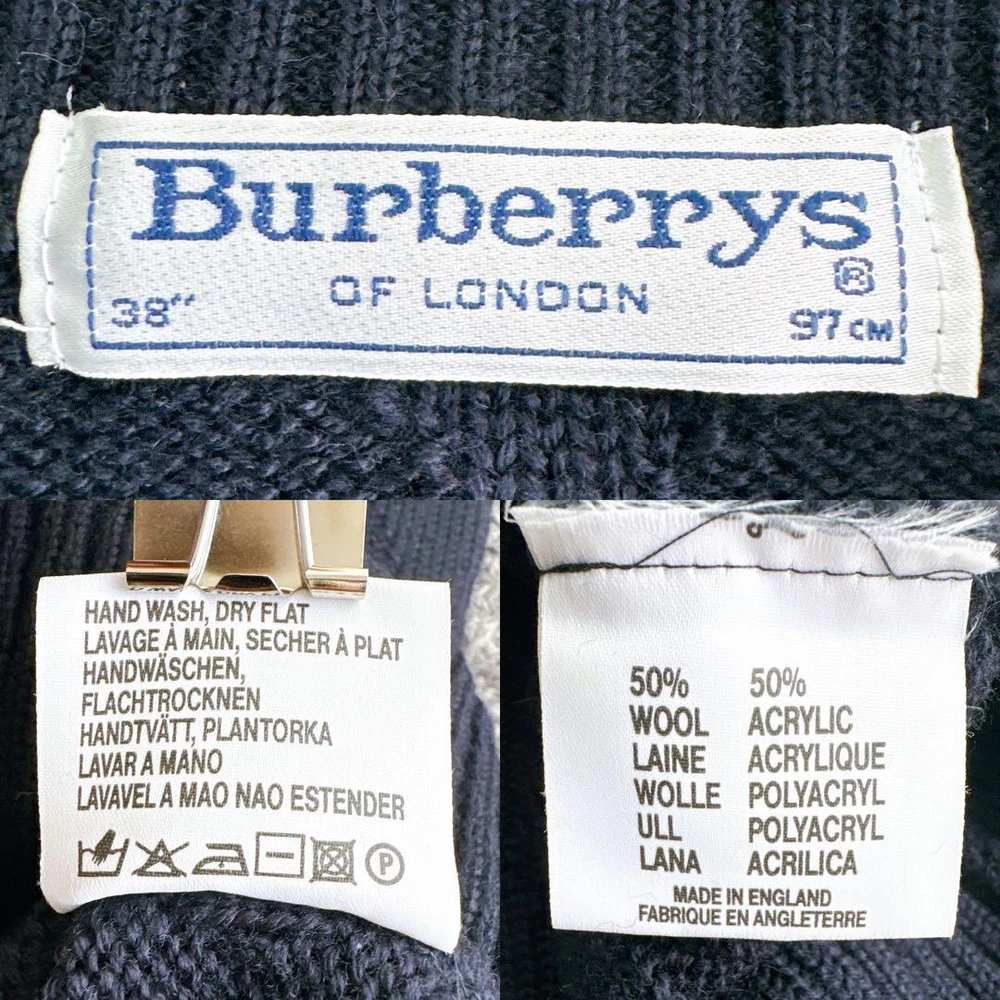 Burberrys
®
OF LONDON
38" 97 CM
HAND WASH, DRY FLAT
LAVAGE À MAIN, SECHER À PLAT
HANDWÄSCHEN,
FLACHTROCKNEN
HANDTVÄTT, PLANTORKA
LAVAR A MANO
LAVAVEL A MAO NAO ESTENDER
P
50% 50%
WOOL ACRYLIC
LAINE ACRYLIQUE
WOLLE POLYACRYL
ULL POLYACRYL
LANA ACRILICA
MADE IN ENGLAND
FABRIQUE EN ANGLETERRE